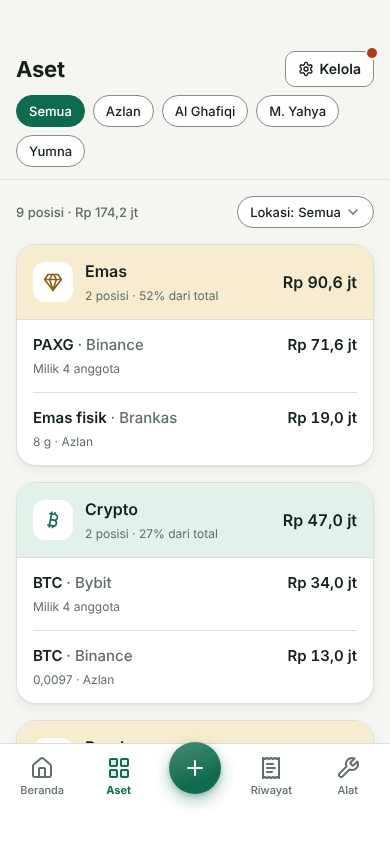 Aset
Kelola
Semua
Azlan
Al Ghafiqi
M. Yahya
Yumna
9 posisi · Rp 174,2 jt
Lokasi: Semua
Emas
2 posisi · 52% dari total
Rp 90,6 jt
PAXG · Binance
Rp 71,6 jt
Milik 4 anggota
Emas fisik · Brankas
Rp 19,0 jt
8 g · Azlan
Crypto
2 posisi · 27% dari total
Rp 47,0 jt
BTC · Bybit
Rp 34,0 jt
Milik 4 anggota
BTC · Binance
Rp 13,0 jt
0,0097 · Azlan
Beranda
Aset
Riwayat
Alat